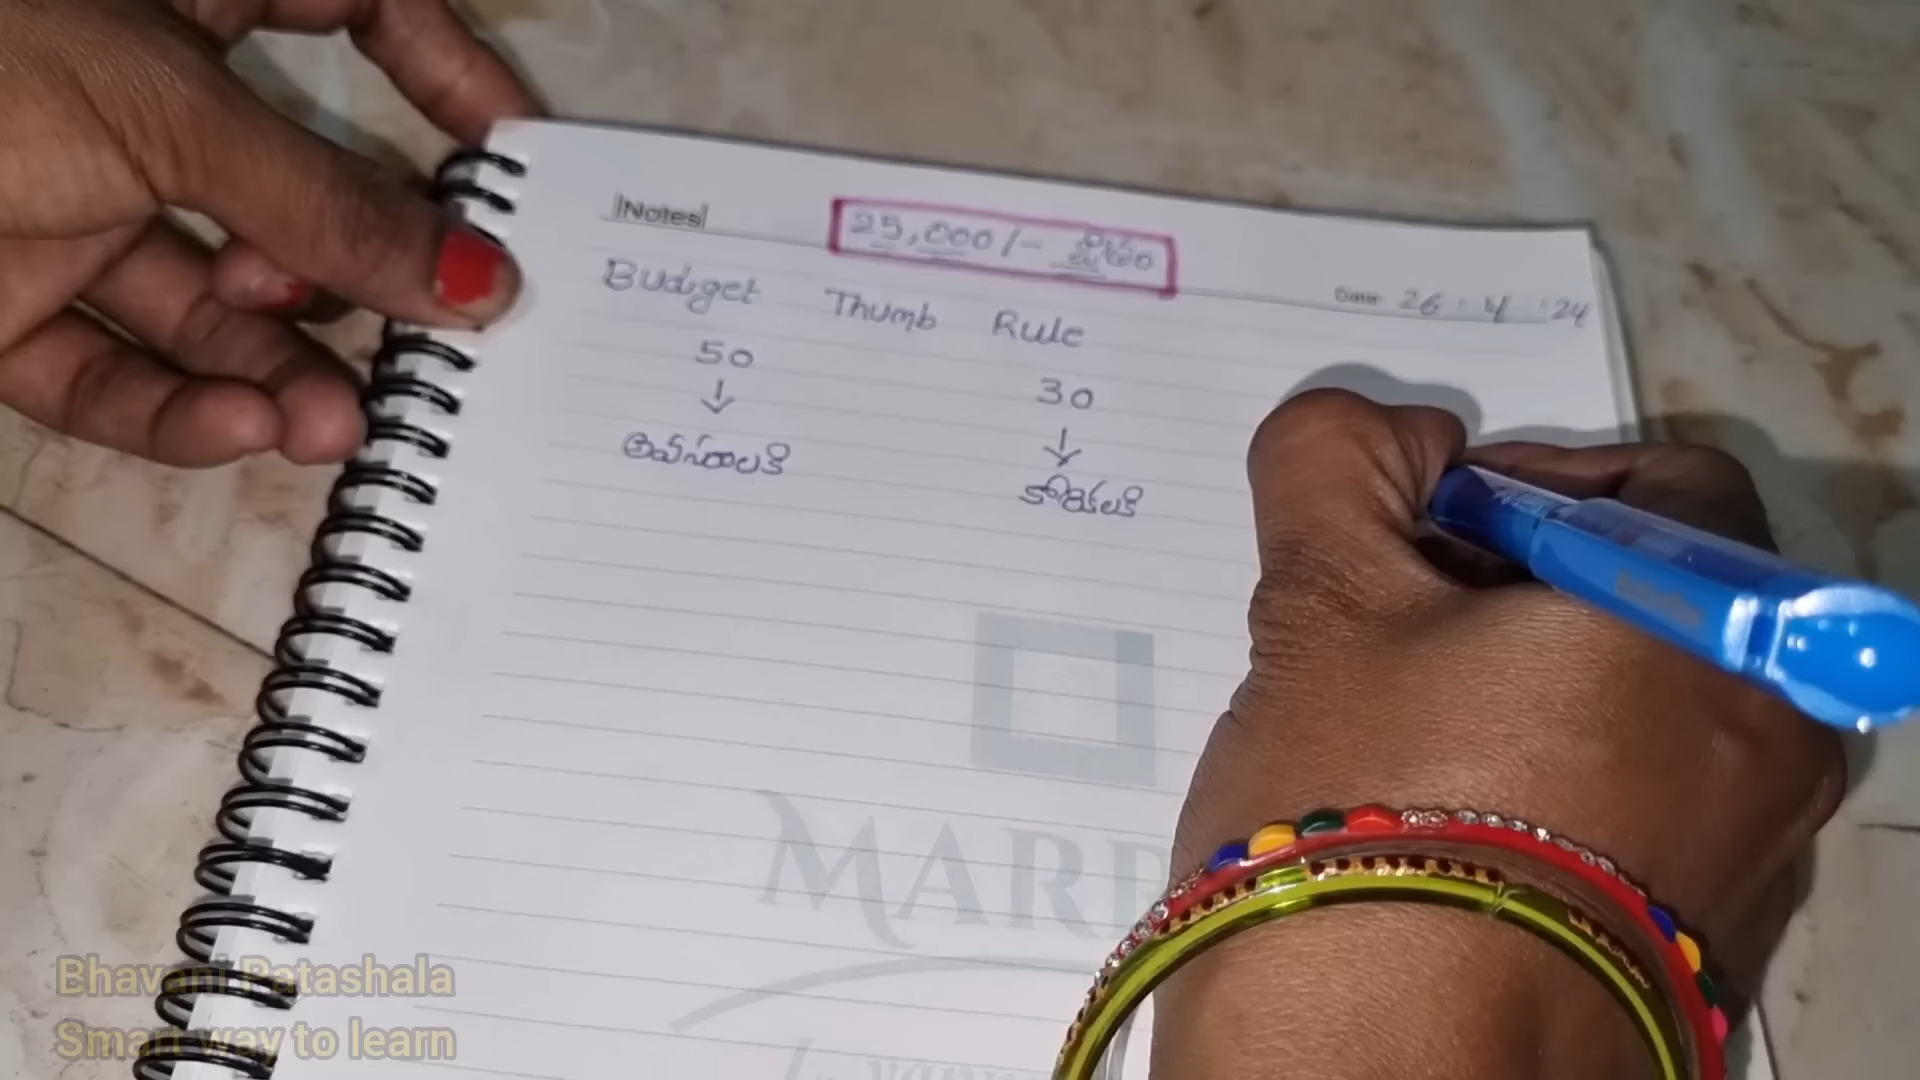 Notes
25,000/- జీతం
Date 26 : 4 : 24
Budget Thumb Rule
50 30
↓ ↓
అవసరాలకి కోరికలకి
MARB
Bhavani Patashala
Smart way to learn